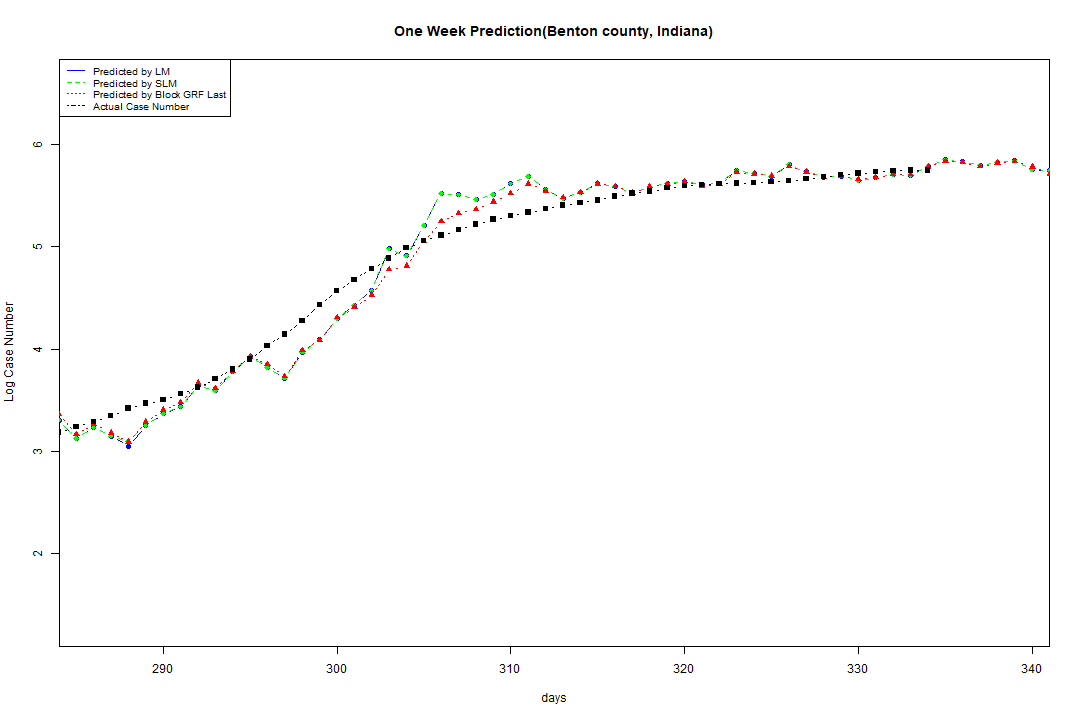 One Week Prediction(Benton county, Indiana)
Predicted by LM
Predicted by SLM
Predicted by Block GRF Last
Actual Case Number
6
5
4
3
2
Log Case Number
290 300 310 320 330 340
days